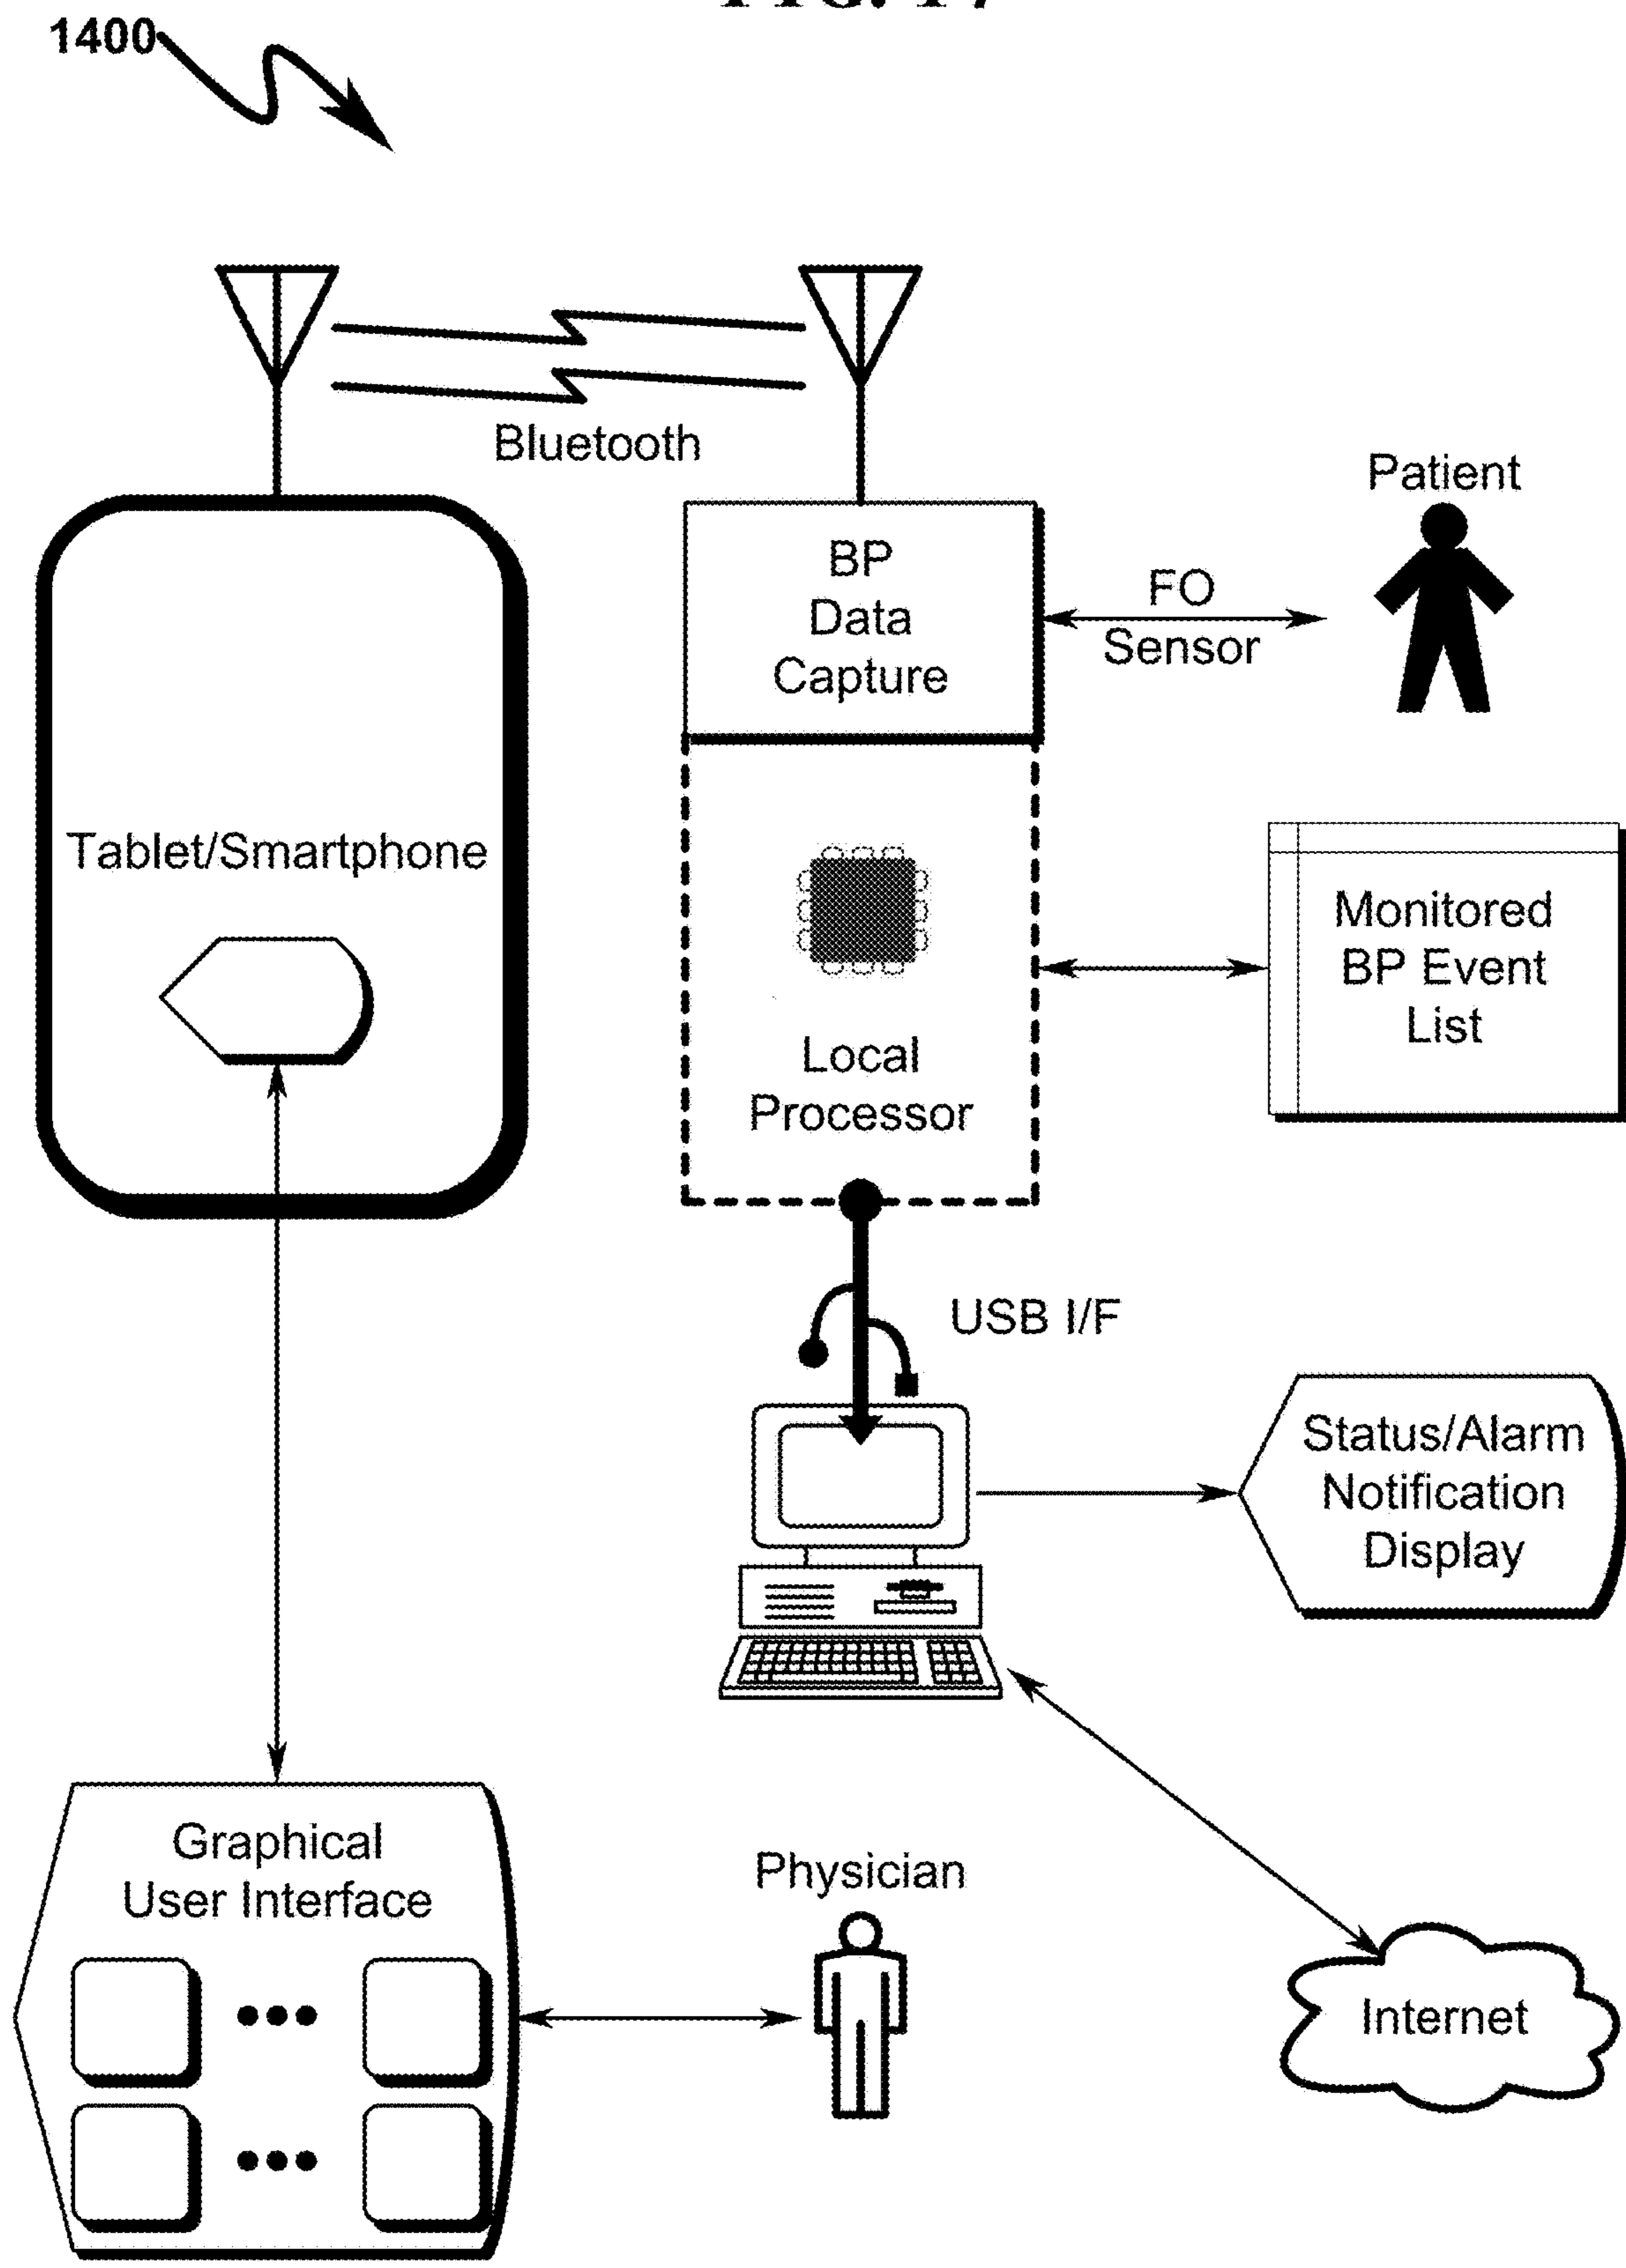 1400
Bluetooth
Patient
BP
Data
Capture
FO
Sensor
Tablet/Smartphone
Monitored
BP Event
List
Local
Processor
USB I/F
Status/Alarm
Notification
Display
Graphical
User Interface
Physician
Internet